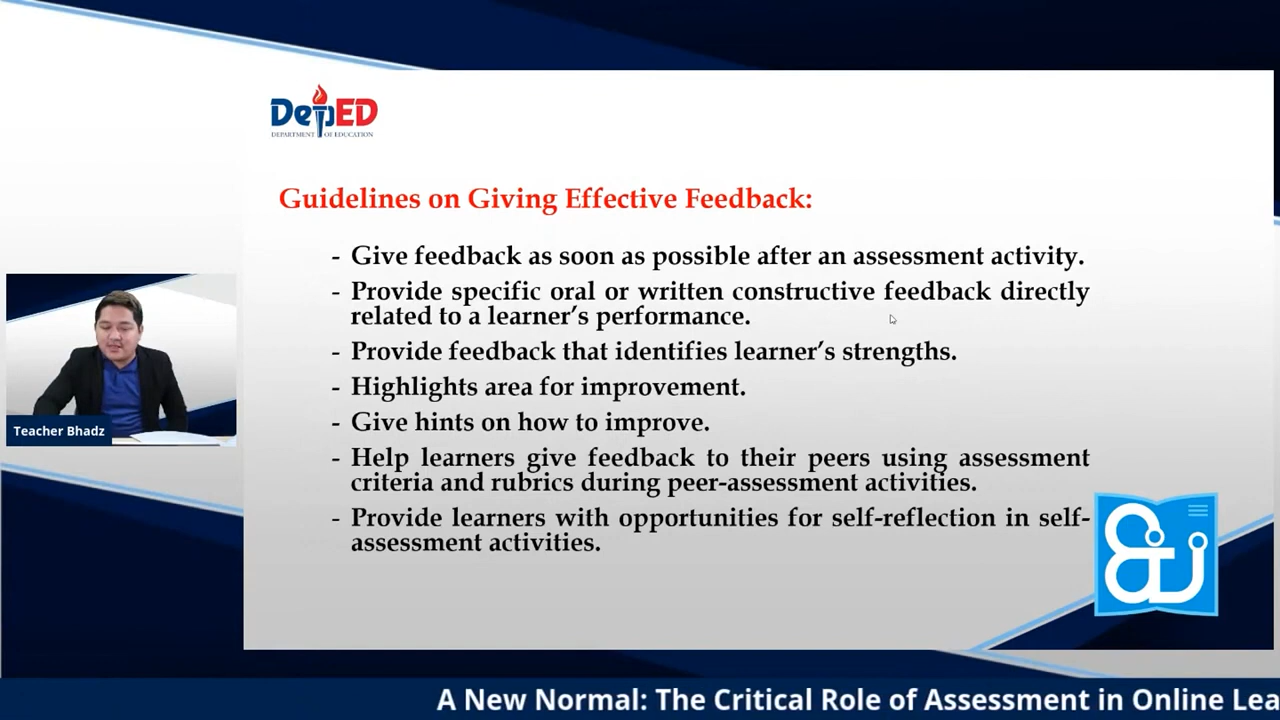 DepED
DEPARTMENT OF EDUCATION
Guidelines on Giving Effective Feedback:
- Give feedback as soon as possible after an assessment activity.
- Provide specific oral or written constructive feedback directly
related to a learner's performance.
- Provide feedback that identifies learner's strengths.
- Highlights area for improvement.
- Give hints on how to improve.
- Help learners give feedback to their peers using assessment
criteria and rubrics during peer-assessment activities.
- Provide learners with opportunities for self-reflection in self-
assessment activities.
Teacher Bhadz
A New Normal: The Critical Role of Assessment in Online Lea